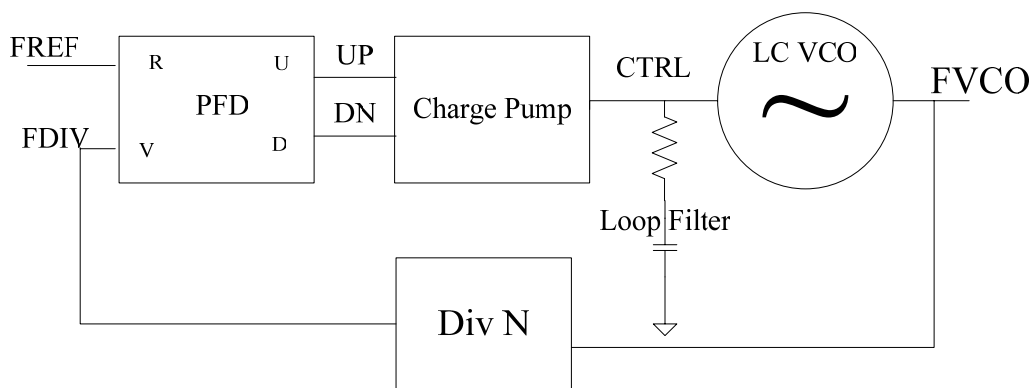 FREF
R
U
UP
PFD
FDIV
V
D
DN
Charge Pump
CTRL
LC VCO
FVCO
Loop Filter
Div N